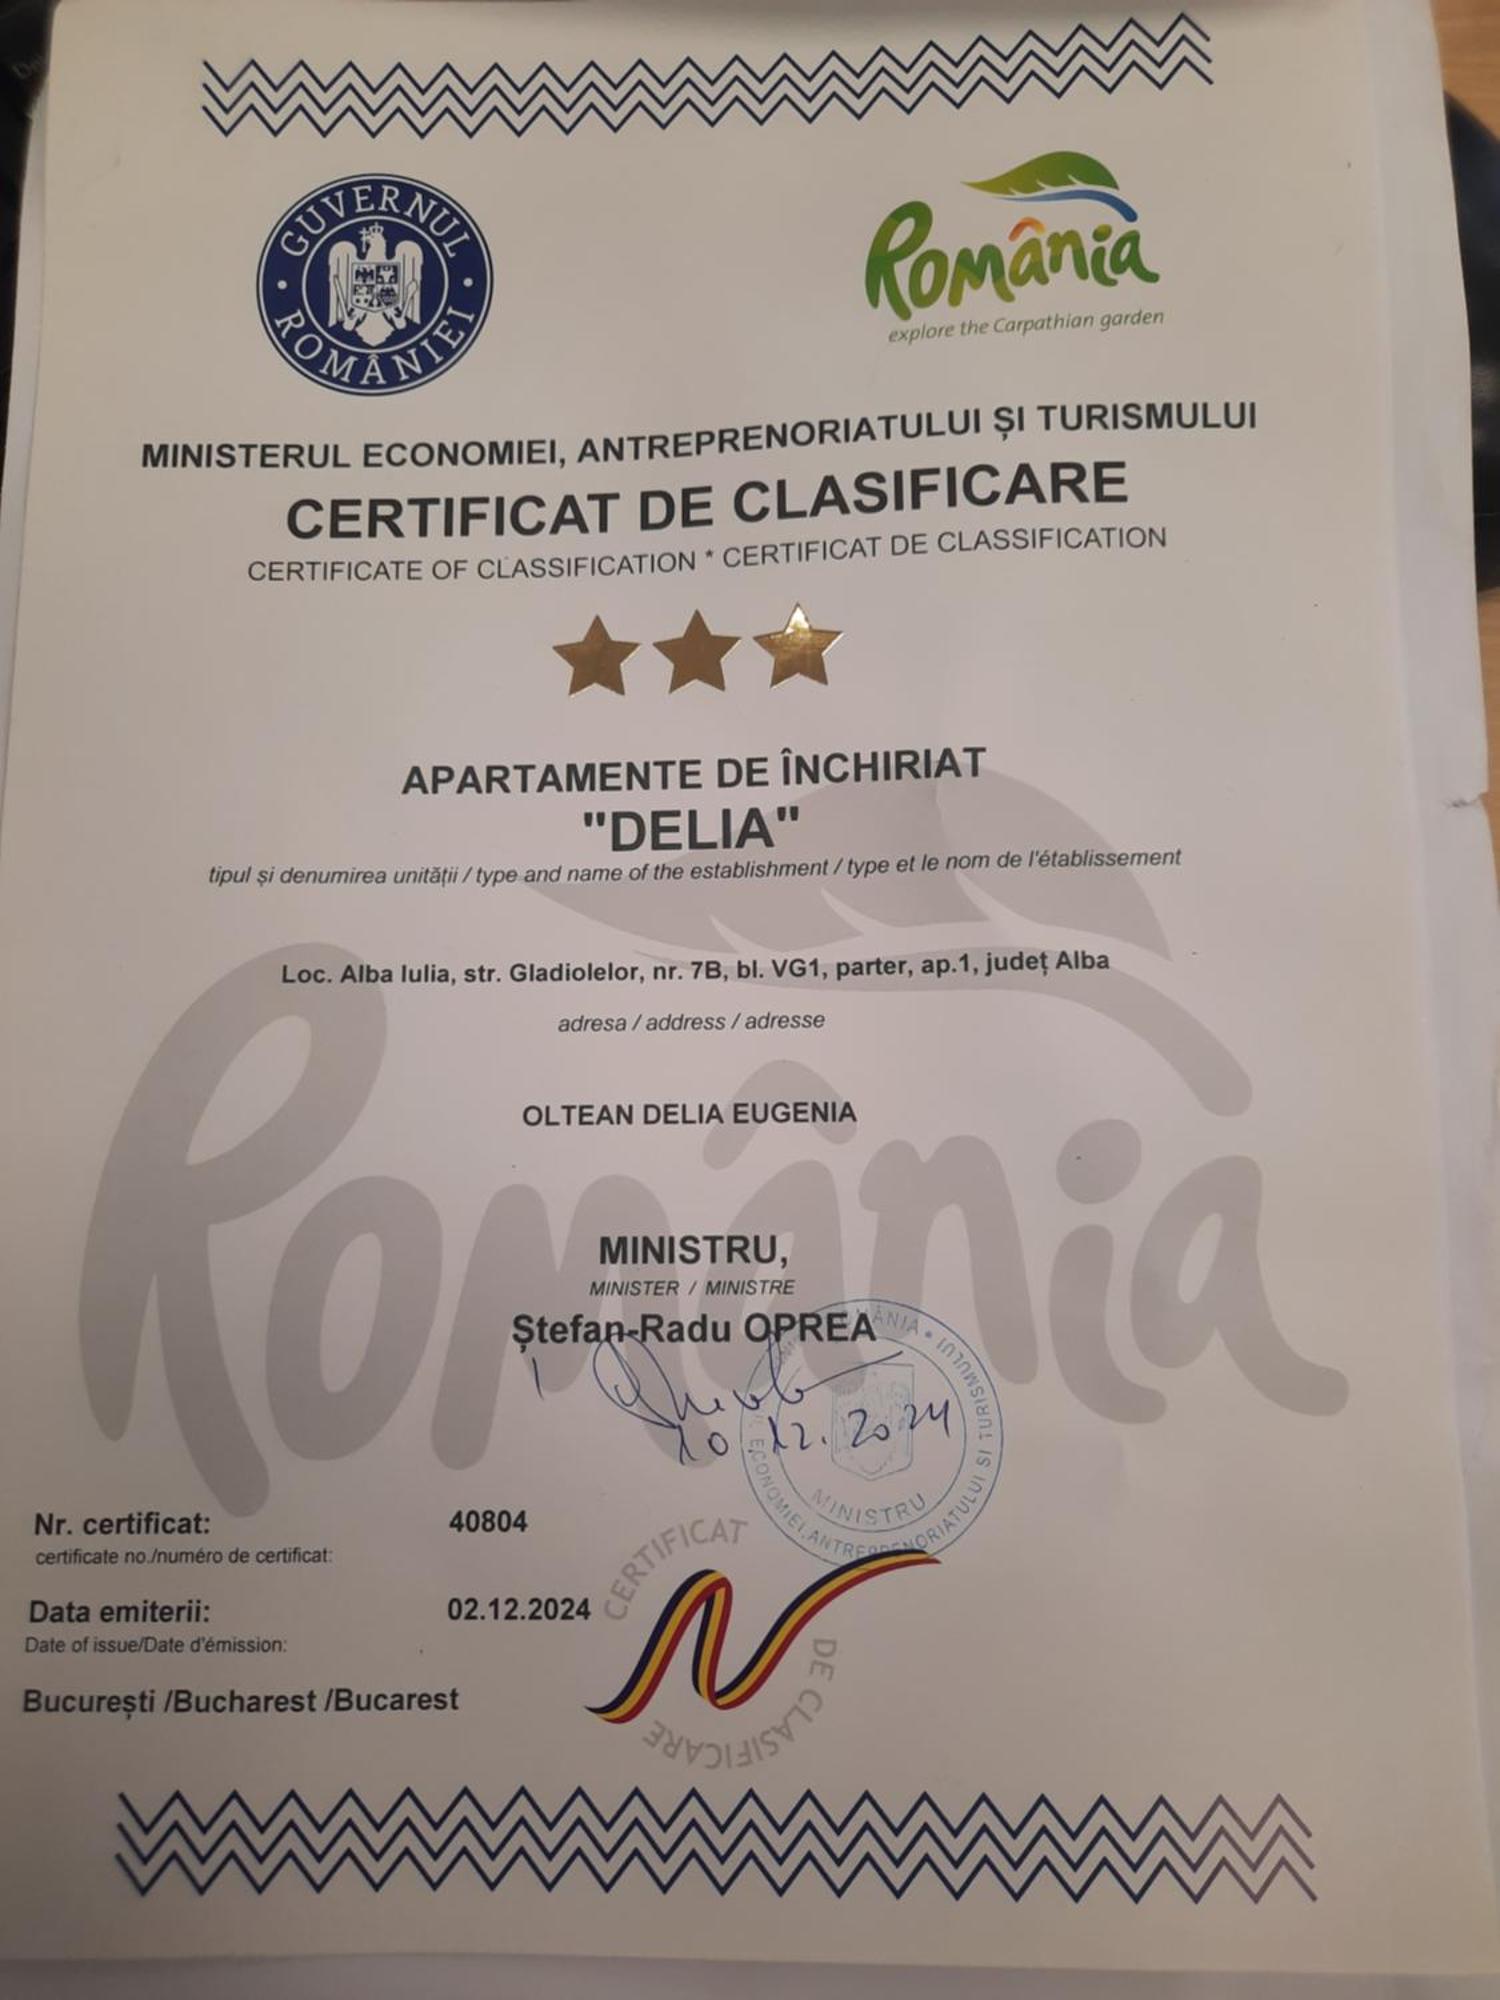 GUVERNUL ROMÂNIEI
România
explore the Carpathian garden
MINISTERUL ECONOMIEI, ANTREPRENORIATULUI ȘI TURISMULUI
CERTIFICAT DE CLASIFICARE
CERTIFICATE OF CLASSIFICATION * CERTIFICAT DE CLASSIFICATION
APARTAMENTE DE ÎNCHIRIAT
"DELIA"
tipul și denumirea unității / type and name of the establishment / type et le nom de l'établissement
Loc. Alba Iulia, str. Gladiolelor, nr. 7B, bl. VG1, parter, ap.1, județ Alba
adresa / address / adresse
OLTEAN DELIA EUGENIA
România
MINISTRU,
MINISTER / MINISTRE
Ștefan-Radu OPREA
10 12. 2024
ECONOMIEI, ANTREPRENORIATULUI SI TURISMULUI
MINISTRU
Nr. certificat: 40804
certificate no./numéro de certificat:
Data emiterii: 02.12.2024
Date of issue/Date d'émission:
București /Bucharest /Bucarest
CERTIFICAT DE CLASIFICARE